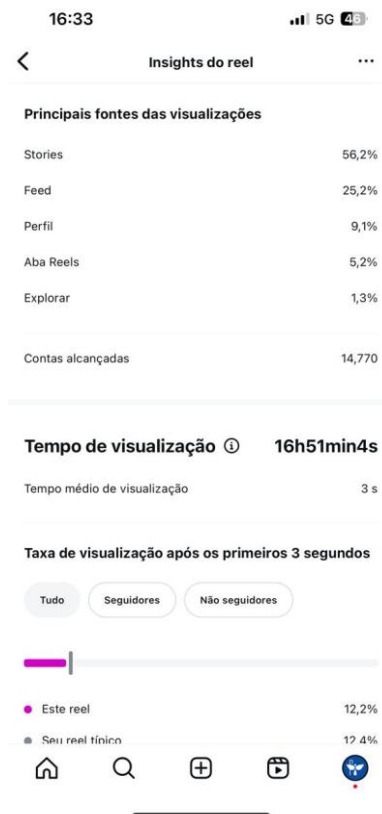 16:33 5G 46
Insights do reel ...
Principais fontes das visualizações
Stories 56,2%
Feed 25,2%
Perfil 9,1%
Aba Reels 5,2%
Explorar 1,3%
Contas alcançadas 14,770
Tempo de visualização 16h51min4s
Tempo médio de visualização 3 s
Taxa de visualização após os primeiros 3 segundos
Tudo Seguidores Não seguidores
Este reel 12,2%
Seu reel típico 12,4%